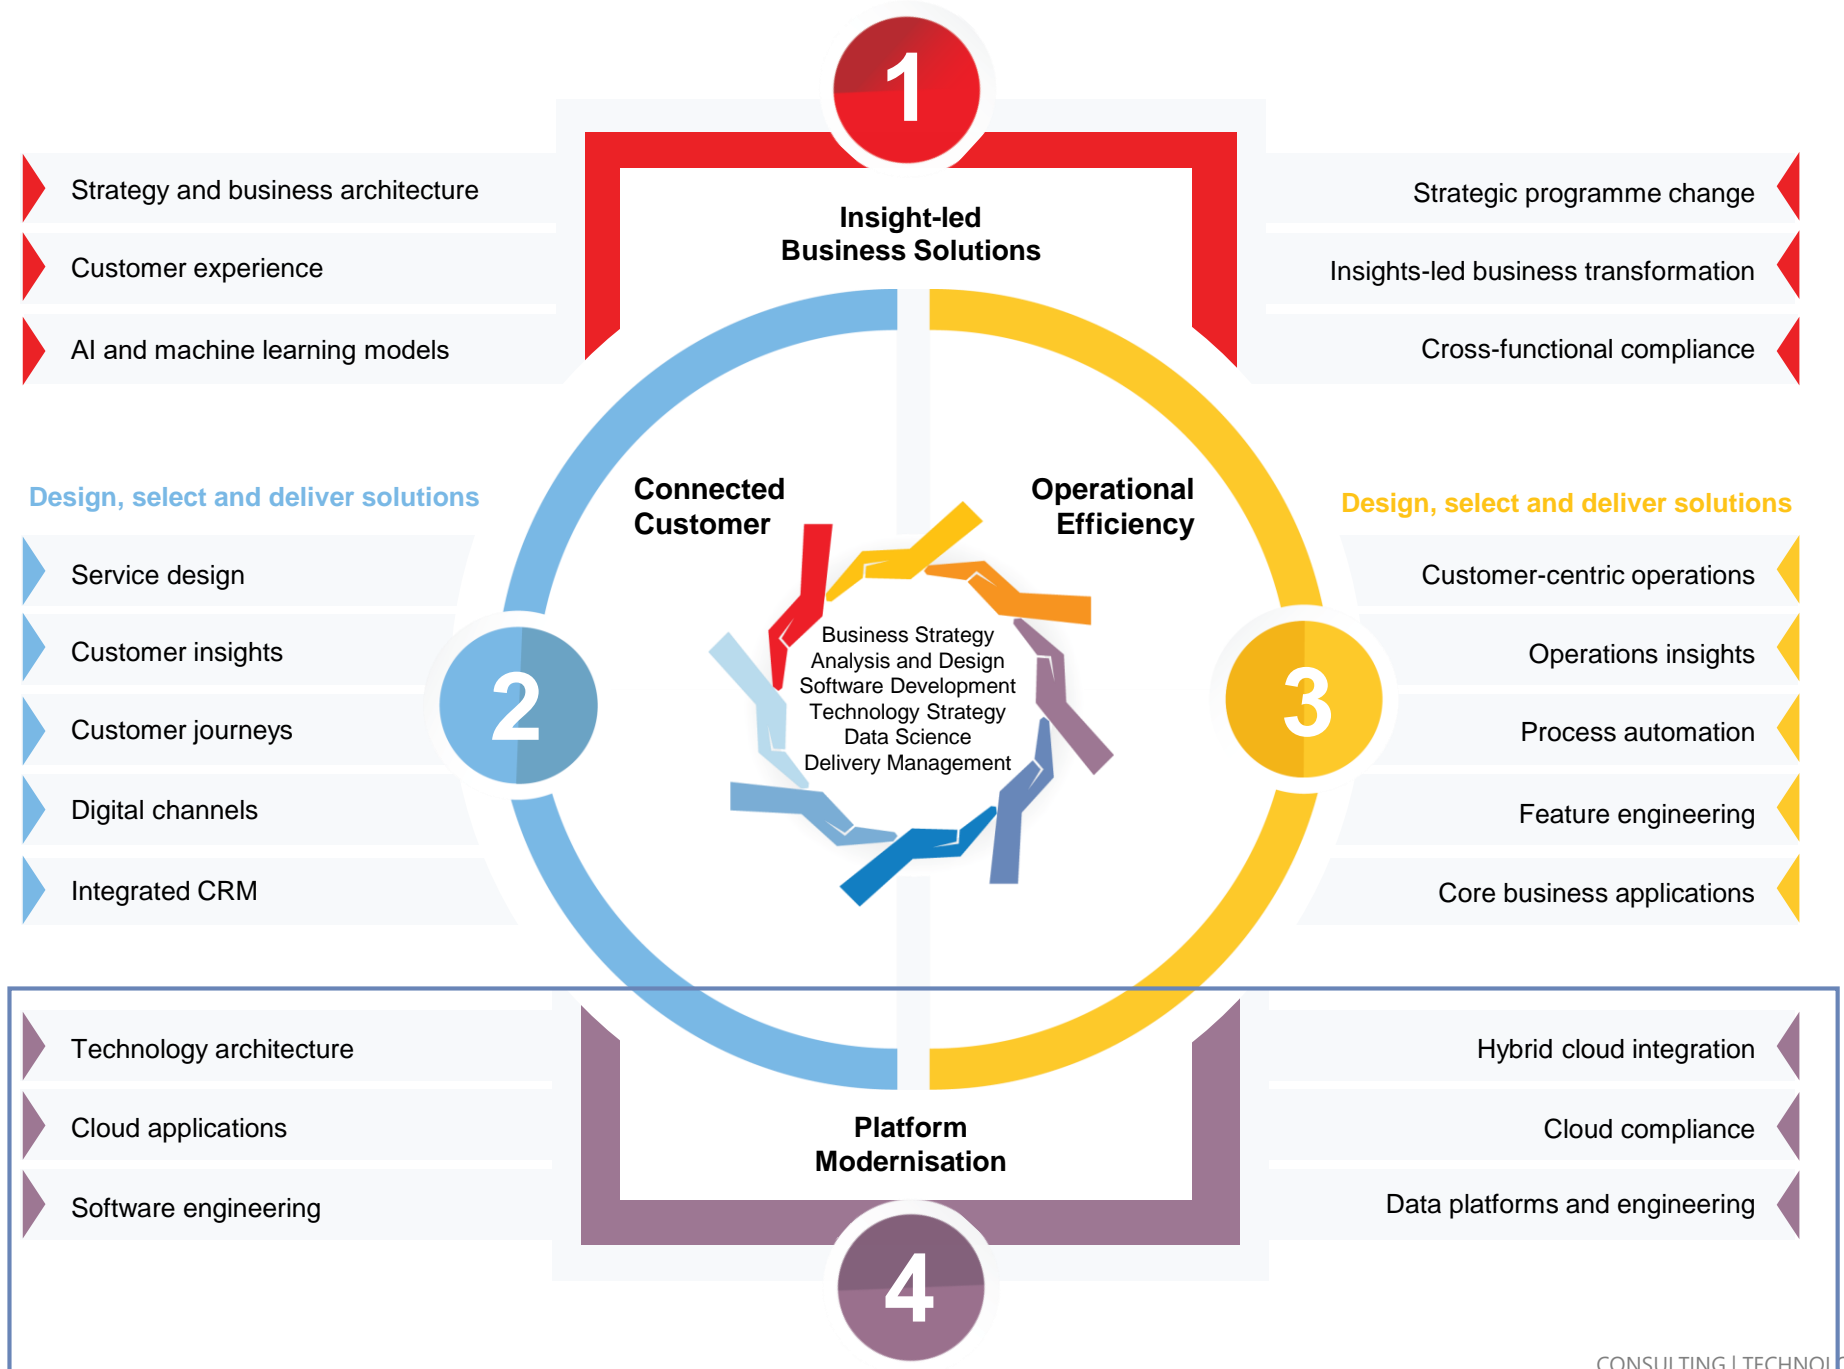 1
Strategy and business architecture
Customer experience
AI and machine learning models
Insight-led
Business Solutions
Strategic programme change
Insights-led business transformation
Cross-functional compliance
Design, select and deliver solutions
Service design
Customer insights
Customer journeys
Digital channels
Integrated CRM
2
Connected
Customer
Operational
Efficiency
Business Strategy
Analysis and Design
Software Development
Technology Strategy
Data Science
Delivery Management
3
Design, select and deliver solutions
Customer-centric operations
Operations insights
Process automation
Feature engineering
Core business applications
Technology architecture
Cloud applications
Software engineering
Platform
Modernisation
4
Hybrid cloud integration
Cloud compliance
Data platforms and engineering
CONSULTING |